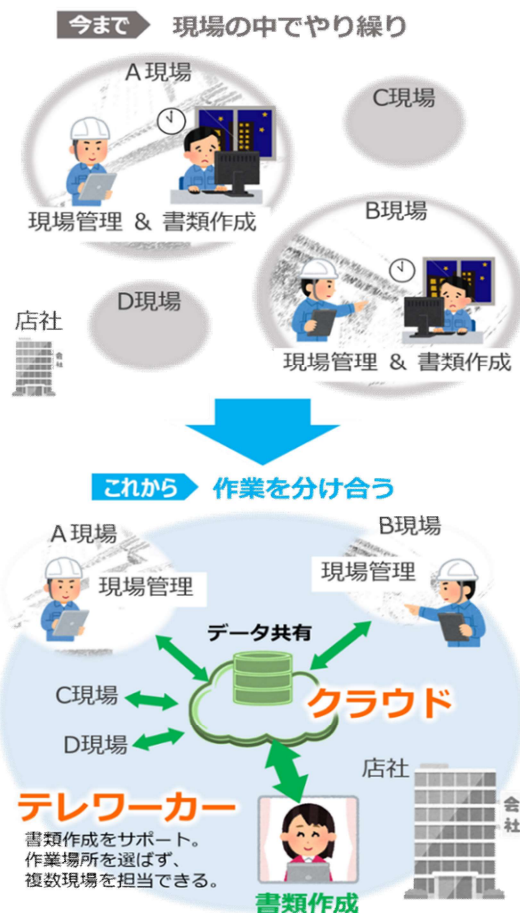 今まで 現場の中でやり繰り
A現場
C現場
現場管理 & 書類作成
B現場
D現場
店社
会社
現場管理 & 書類作成
これから 作業を分け合う
A現場
B現場
現場管理
現場管理
データ共有
クラウド
C現場
D現場
店社
会社
テレワーカー
書類作成をサポート。
作業場所を選ばず、
複数現場を担当できる。
書類作成